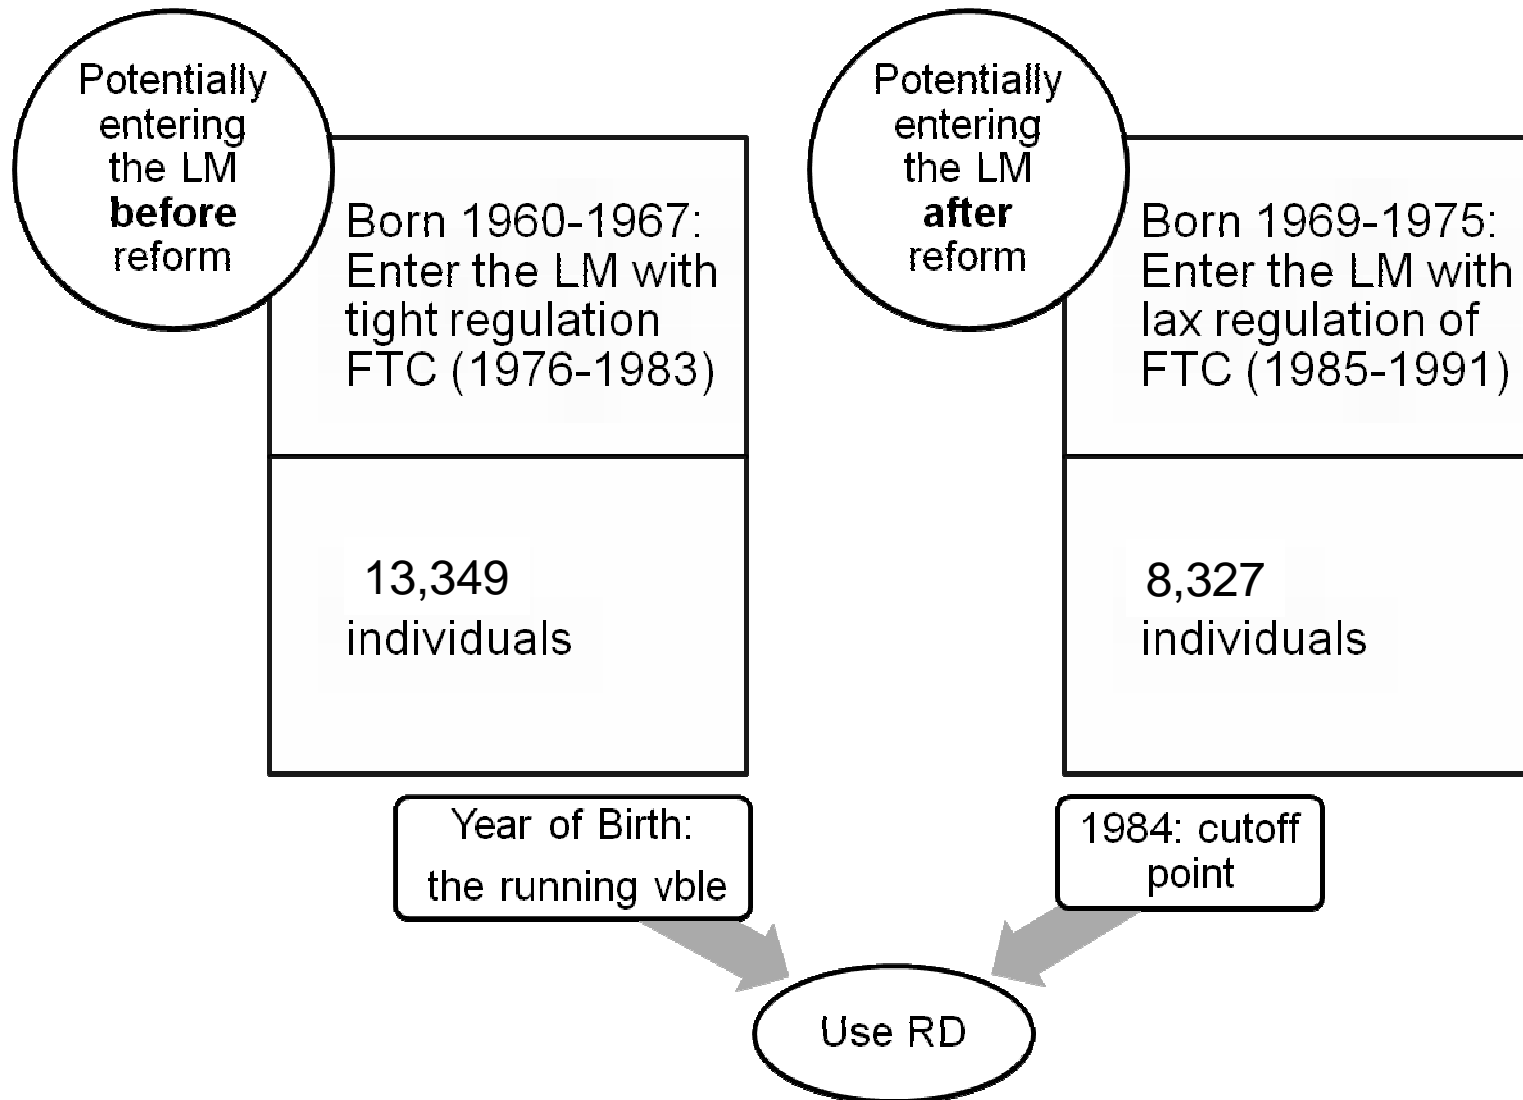 Potentially
entering
the LM
before
reform
Born 1960-1967:
Enter the LM with
tight regulation
FTC (1976-1983)
13,349
individuals
Potentially
entering
the LM
after
reform
Born 1969-1975:
Enter the LM with
lax regulation of
FTC (1985-1991)
8,327
individuals
Year of Birth:
the running vble
1984: cutoff
point
Use RD